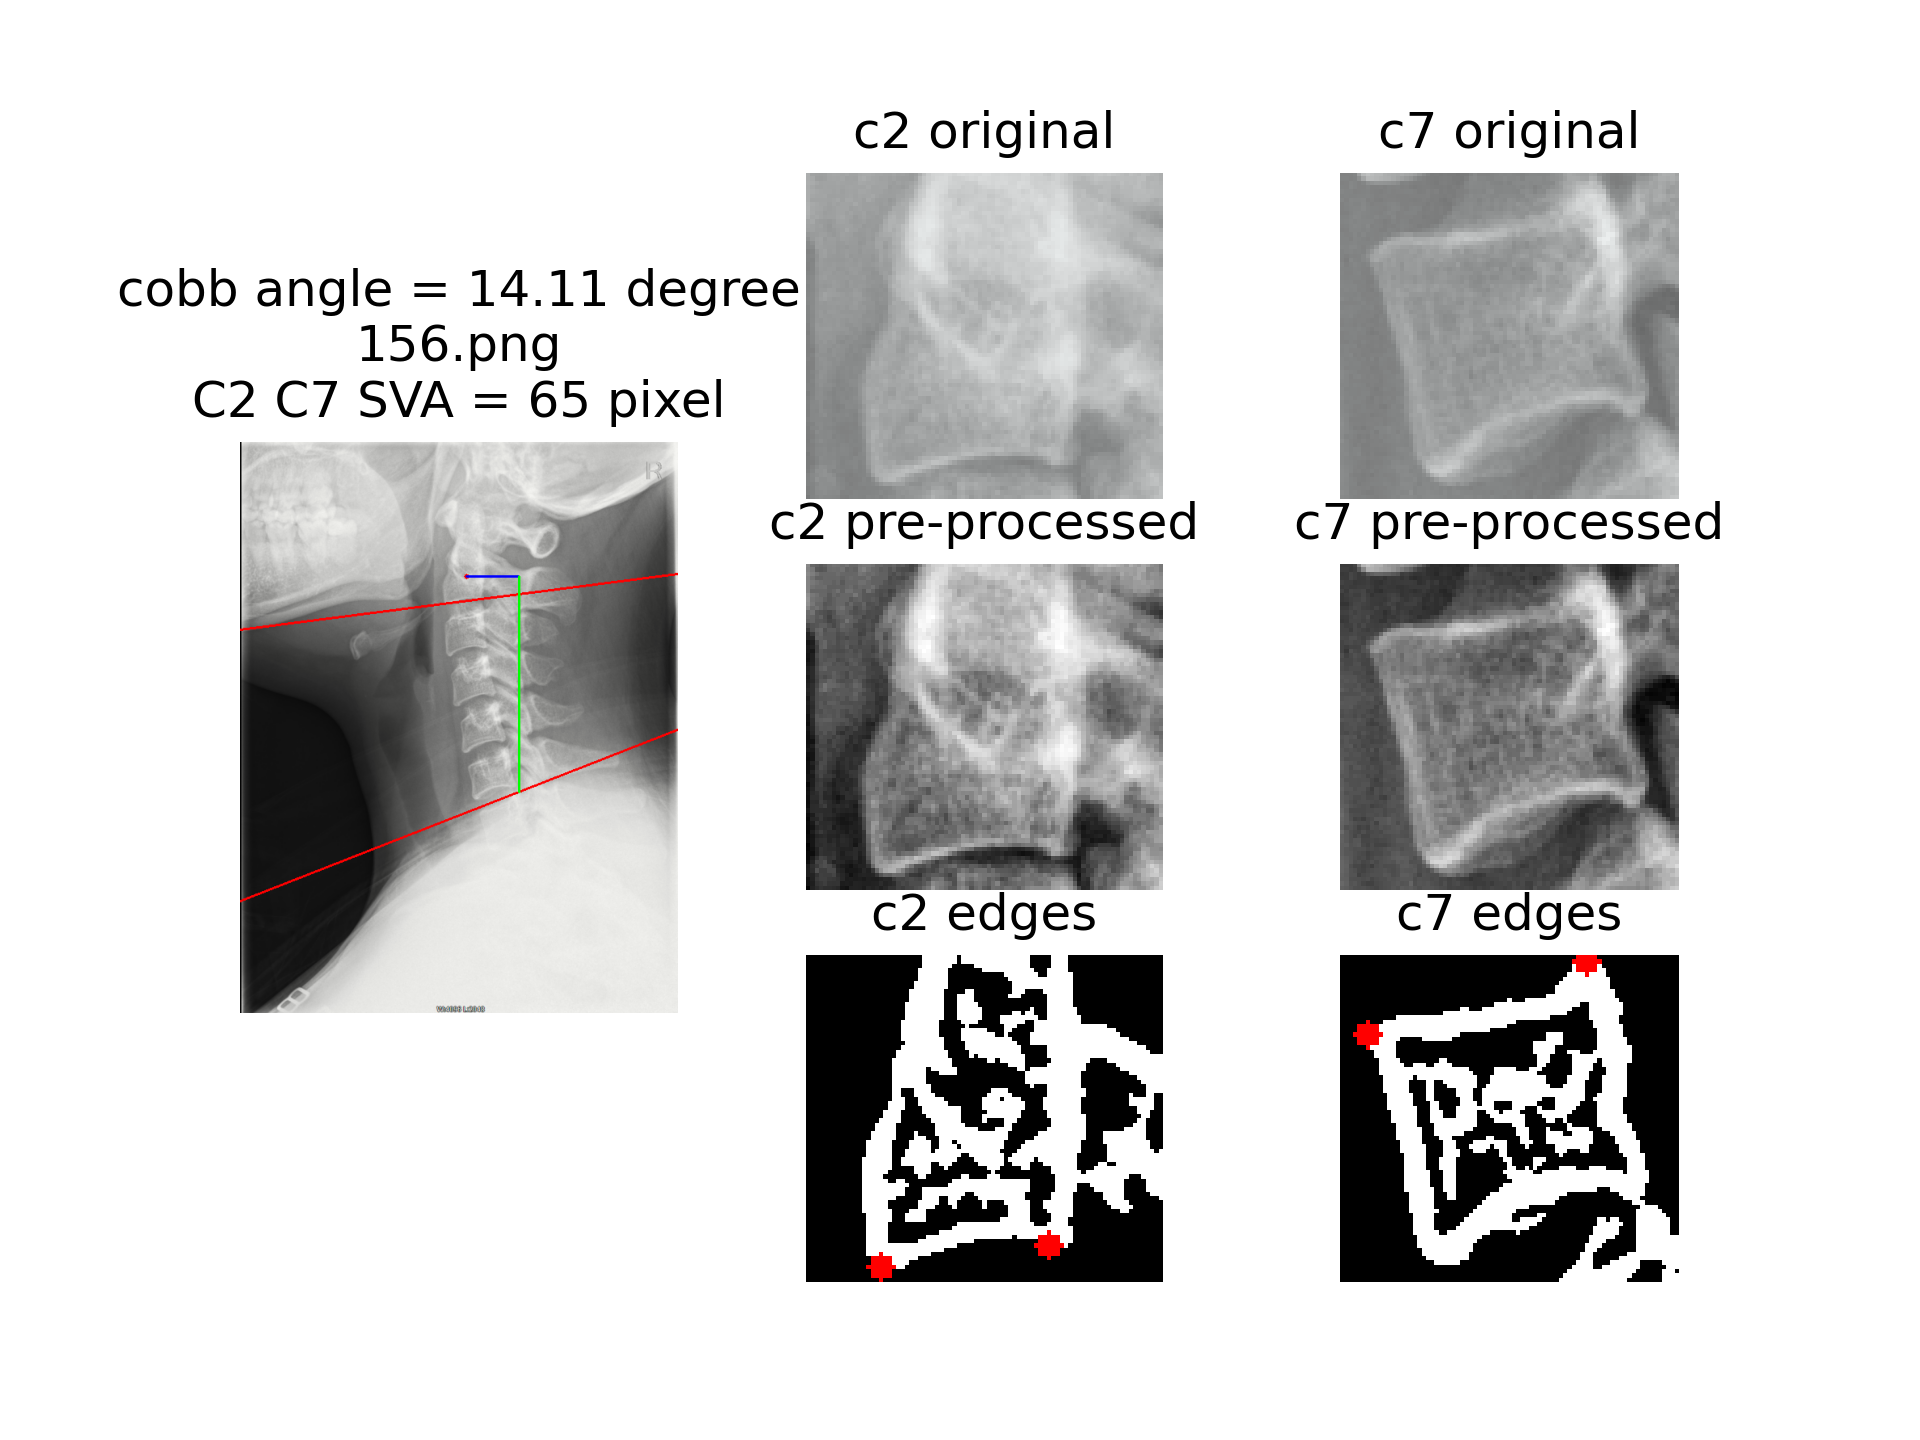 cobb angle = 14.11 degree
156.png
C2 C7 SVA = 65 pixel
R
c2 original
c7 original
c2 pre-processed
c7 pre-processed
c2 edges
c7 edges